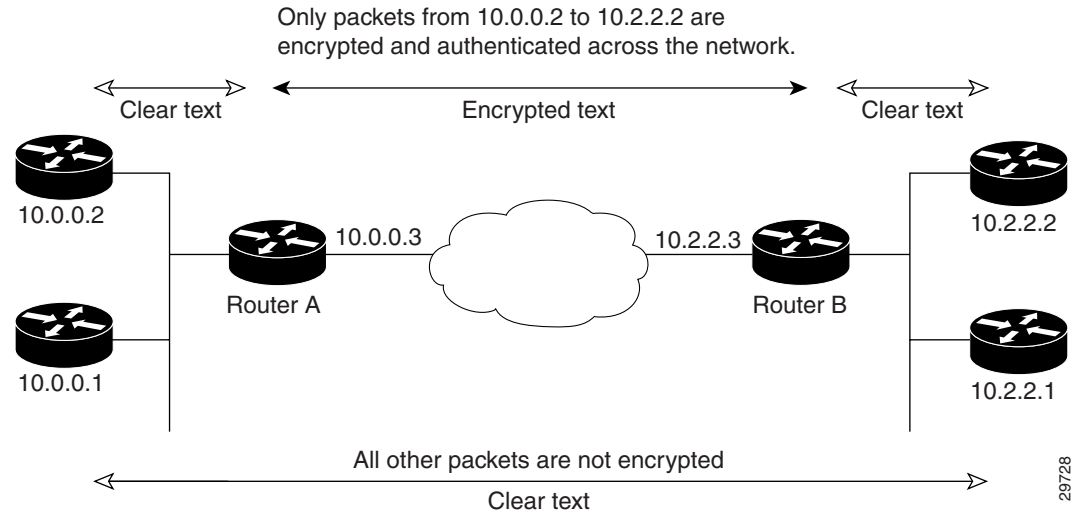 Only packets from 10.0.0.2 to 10.2.2.2 are
encrypted and authenticated across the network.
Clear text
Encrypted text
Clear text
10.0.0.2
10.2.2.2
10.0.0.3
10.2.2.3
Router A
Router B
10.0.0.1
10.2.2.1
All other packets are not encrypted
Clear text
29728